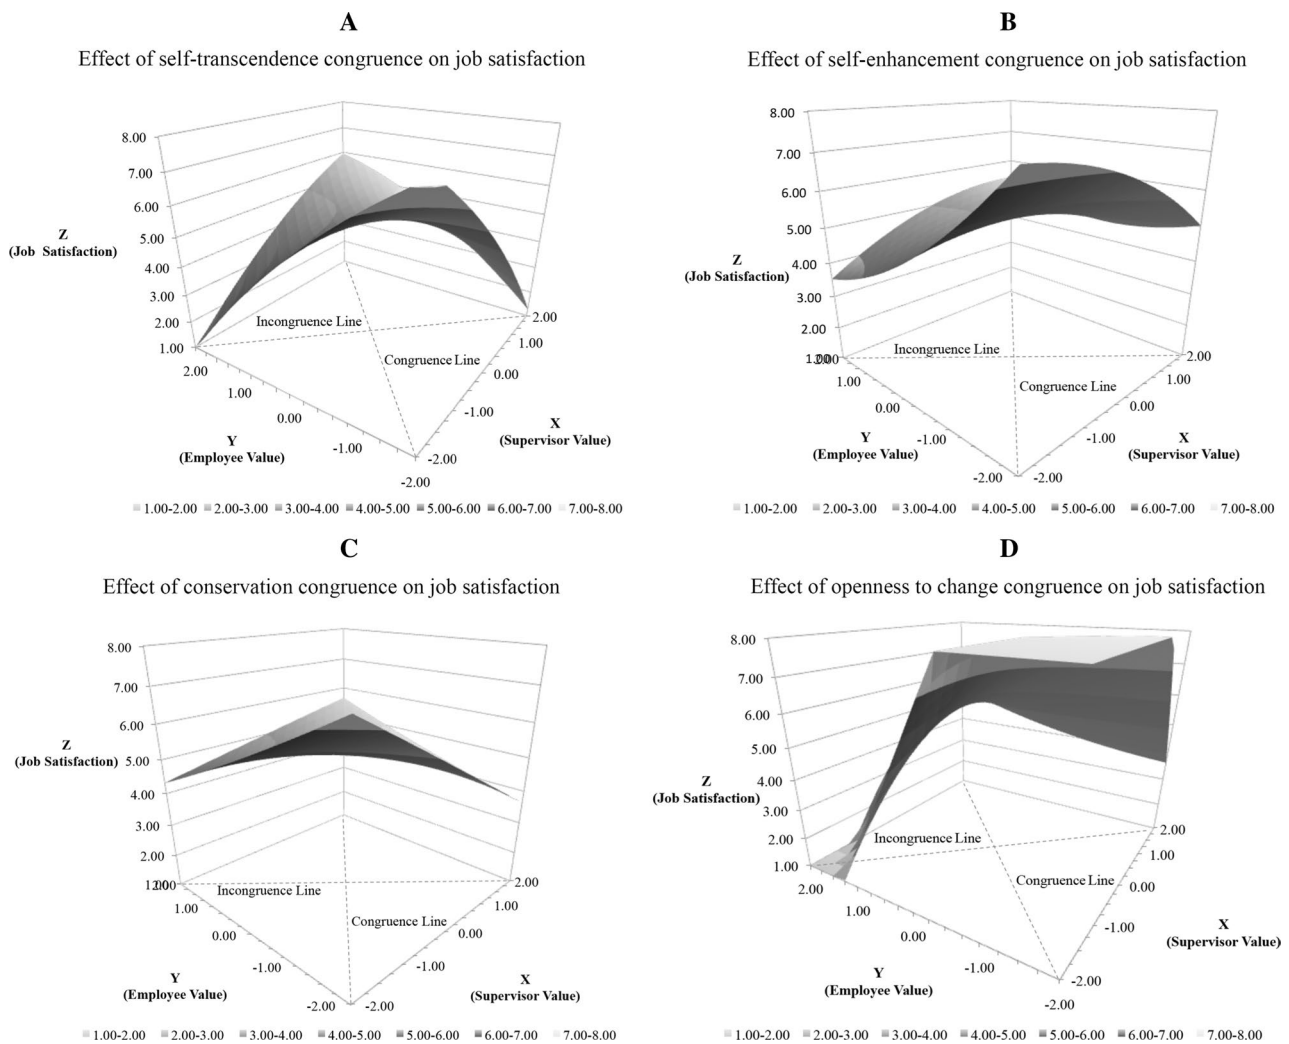 A
Effect of self-transcendence congruence on job satisfaction
8.00
7.00
6.00
5.00
4.00
3.00
2.00
1.00
Z
(Job Satisfaction)
Incongruence Line
Congruence Line
2.00
1.00
0.00
-1.00
-2.00
Y
(Employee Value)
2.00
1.00
0.00
-1.00
-2.00
X
(Supervisor Value)
1.00-2.00 2.00-3.00 3.00-4.00 4.00-5.00 5.00-6.00 6.00-7.00 7.00-8.00
B
Effect of self-enhancement congruence on job satisfaction
8.00
7.00
6.00
5.00
4.00
3.00
2.00
1.00
Z
(Job Satisfaction)
Incongruence Line
Congruence Line
2.00
1.00
0.00
-1.00
-2.00
Y
(Employee Value)
2.00
1.00
0.00
-1.00
-2.00
X
(Supervisor Value)
1.00-2.00 2.00-3.00 3.00-4.00 4.00-5.00 5.00-6.00 6.00-7.00 7.00-8.00
C
Effect of conservation congruence on job satisfaction
8.00
7.00
6.00
5.00
4.00
3.00
2.00
1.00
Z
(Job Satisfaction)
Incongruence Line
Congruence Line
2.00
1.00
0.00
-1.00
-2.00
Y
(Employee Value)
2.00
1.00
0.00
-1.00
-2.00
X
(Supervisor Value)
1.00-2.00 2.00-3.00 3.00-4.00 4.00-5.00 5.00-6.00 6.00-7.00 7.00-8.00
D
Effect of openness to change congruence on job satisfaction
8.00
7.00
6.00
5.00
4.00
3.00
2.00
1.00
Z
(Job Satisfaction)
Incongruence Line
Congruence Line
2.00
1.00
0.00
-1.00
-2.00
Y
(Employee Value)
2.00
1.00
0.00
-1.00
-2.00
X
(Supervisor Value)
1.00-2.00 2.00-3.00 3.00-4.00 4.00-5.00 5.00-6.00 6.00-7.00 7.00-8.00